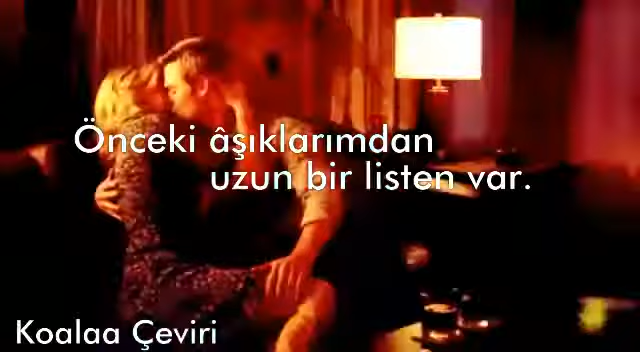 Önceki âşıklarımdan
uzun bir listen var.
Koalaa Çeviri